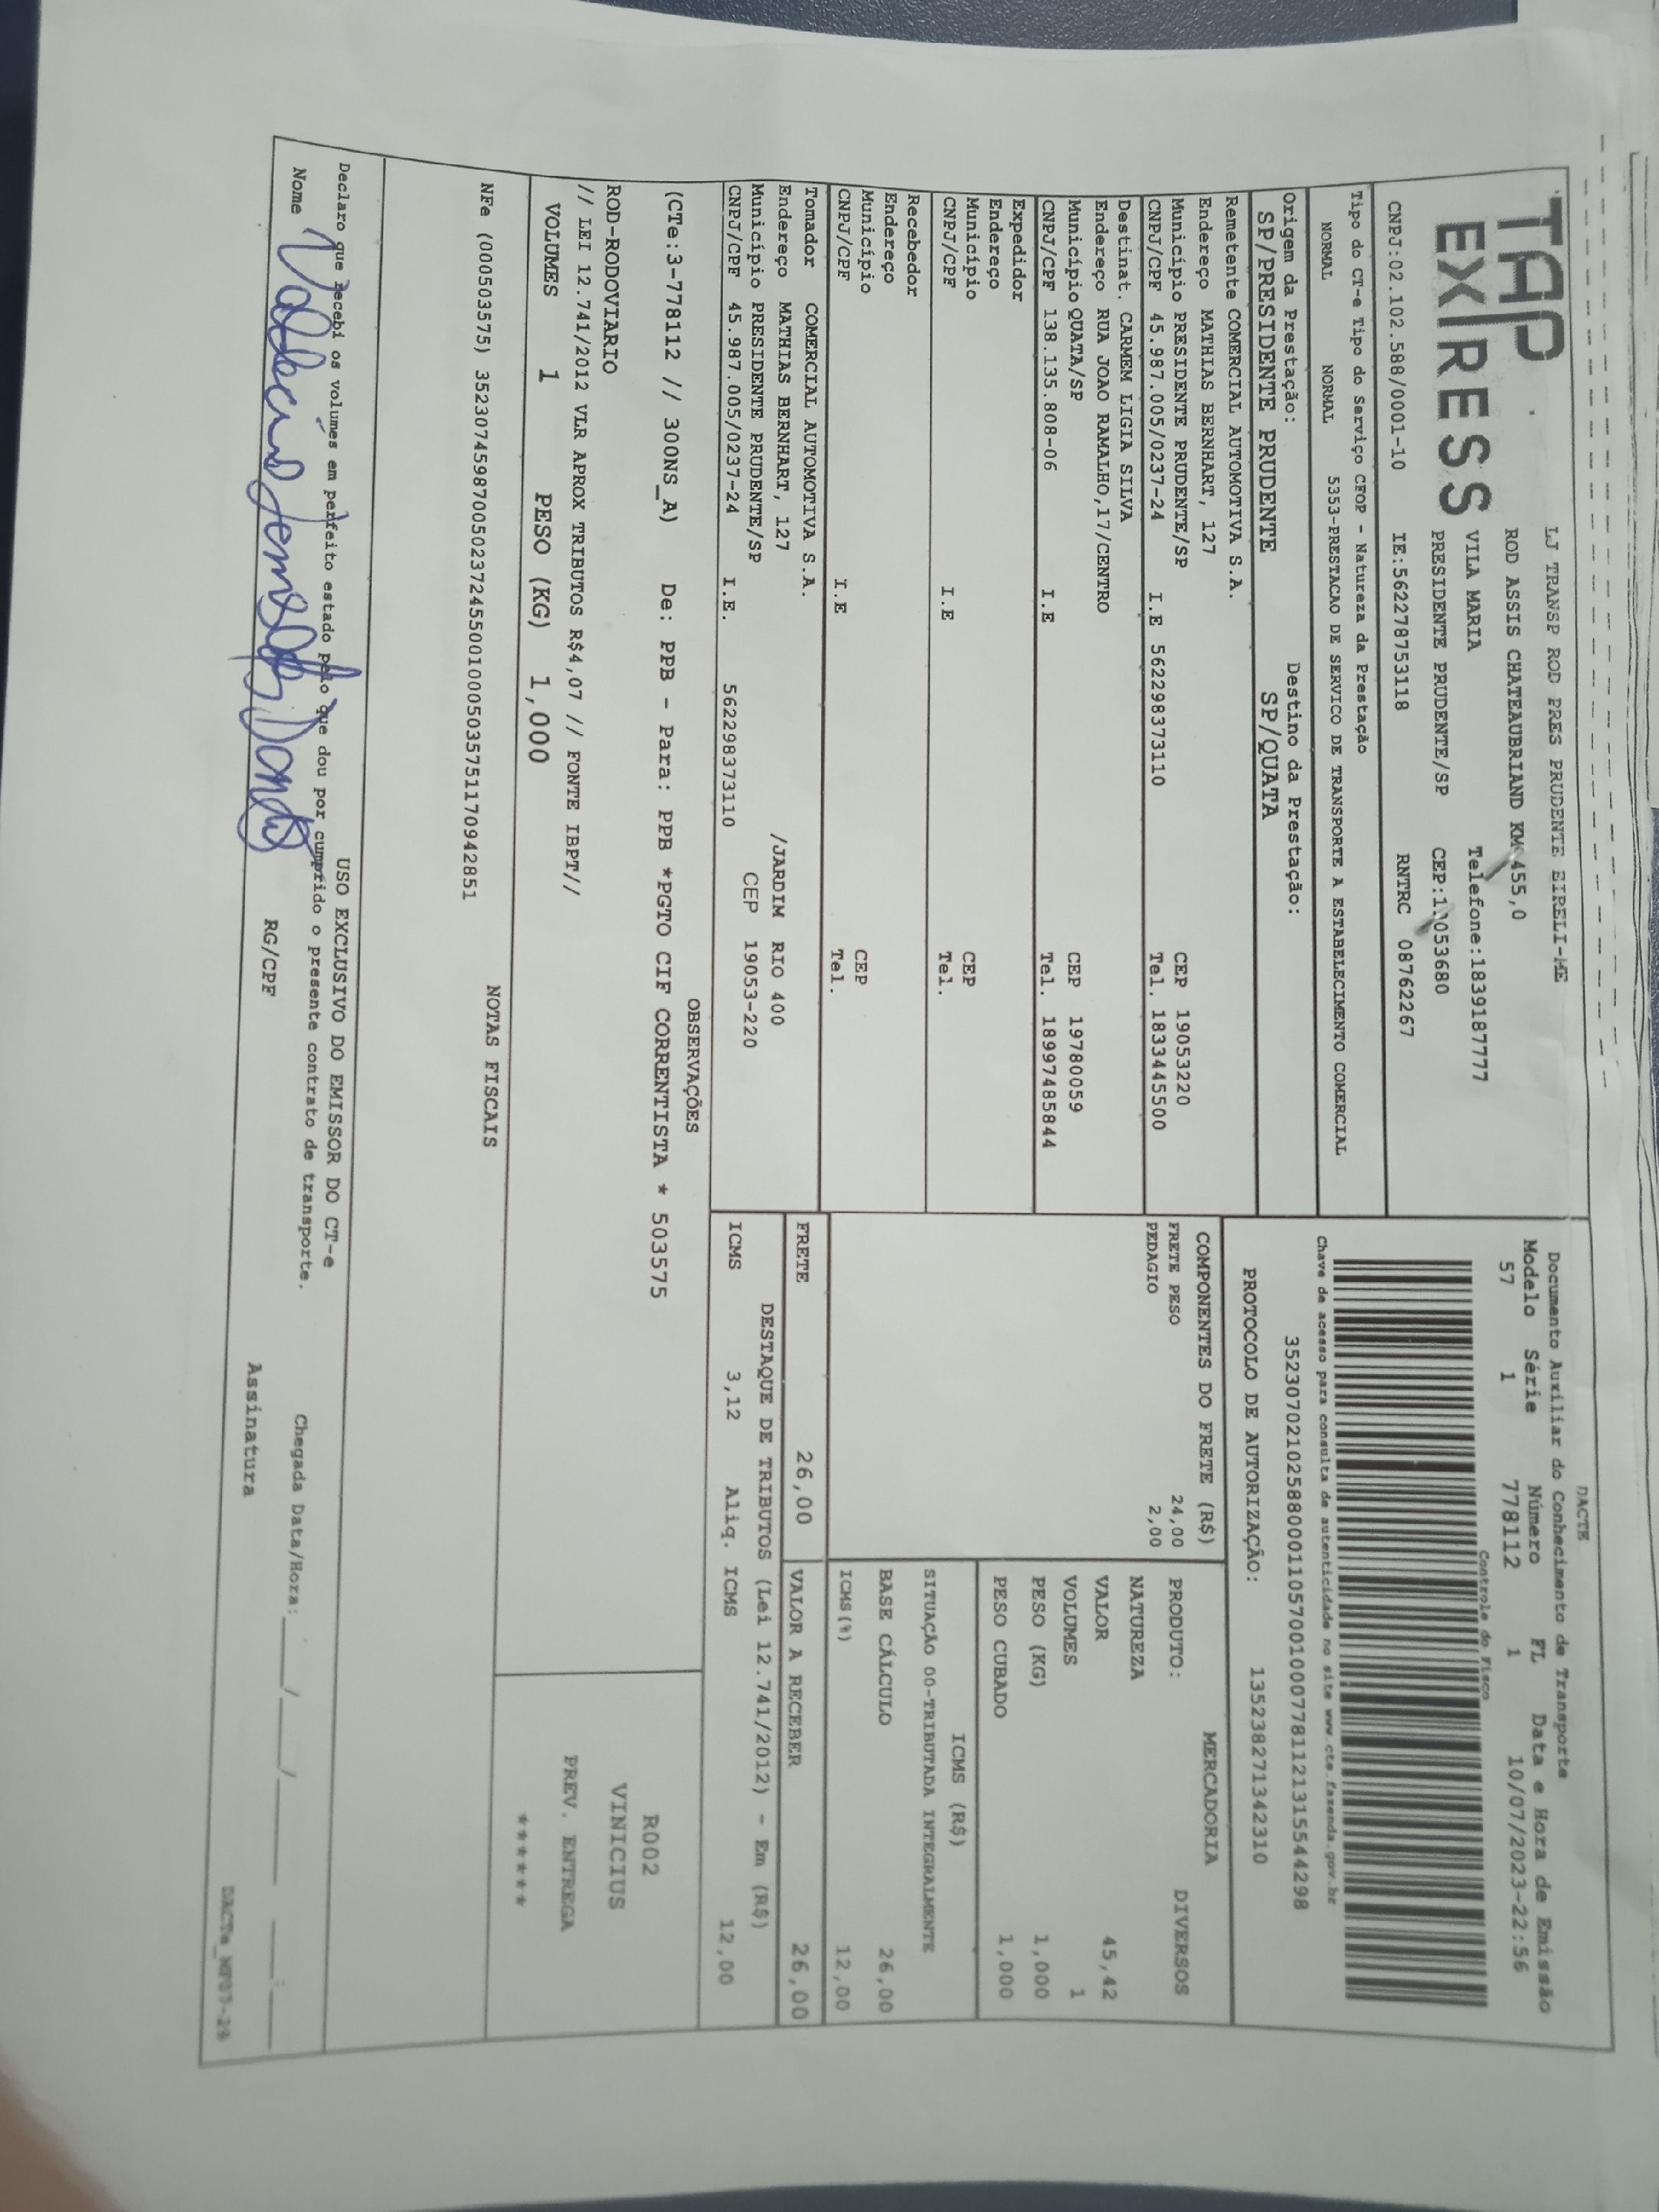 TAP
EXPRESS
LJ TRANSP ROD PRES PRUDENTE EIRELI-ME
ROD ASSIS CHATEAUBRIAND KM 455,0
VILA MARIA Telefone:1839187777
PRESIDENTE PRUDENTE/SP CEP: 053680
CNPJ:02.102.588/0001-10 IE:562278753118 RNTRC 08762267
DACTE
Documento Auxiliar do Conhecimento de Transporte
Modelo Série Número FL Data e Hora de Emissão
57 1 778112 1 10/07/2023-22:56
Controle do Fisco
Chave de acesso para consulta de autenticidade no site www.cte.fazenda.gov.br
35230702102588000110570010007781121315544298
PROTOCOLO DE AUTORIZAÇÃO: 135238271342310
Tipo do CT-e Tipo do Serviço CFOP - Natureza da Prestação
NORMAL NORMAL 5353-PRESTACAO DE SERVICO DE TRANSPORTE A ESTABELECIMENTO COMERCIAL
Origem da Prestação: Destino da Prestação:
SP/PRESIDENTE PRUDENTE SP/QUATA
Remetente COMERCIAL AUTOMOTIVA S.A.
Endereço MATHIAS BERNHART, 127
Município PRESIDENTE PRUDENTE/SP CEP 19053220
CNPJ/CPF 45.987.005/0237-24 I.E 562298373110 Tel. 1833445500
Destinat. CARMEM LIGIA SILVA
Endereço RUA JOAO RAMALHO,17/CENTRO
Município QUATA/SP CEP 19780059
CNPJ/CPF 138.135.808-06 I.E Tel. 18997485844
Expedidor
Endereço
Município CEP
CNPJ/CPF I.E Tel.
Recebedor
Endereço
Município CEP
CNPJ/CPF I.E Tel.
Tomador COMERCIAL AUTOMOTIVA S.A.
Endereço MATHIAS BERNHART, 127 /JARDIM RIO 400
Município PRESIDENTE PRUDENTE/SP CEP 19053-220
CNPJ/CPF 45.987.005/0237-24 I.E. 562298373110
COMPONENTES DO FRETE (R$)
FRETE PESO 24,00
PEDAGIO 2,00
MERCADORIA
PRODUTO: DIVERSOS
NATUREZA
VALOR 45,42
VOLUMES 1
PESO (KG) 1,000
PESO CUBADO 1,000
ICMS (R$)
SITUAÇÃO 00-TRIBUTADA INTEGRALMENTE
BASE CÁLCULO 26,00
ICMS(%) 12,00
FRETE 26,00 VALOR A RECEBER 26,00
DESTAQUE DE TRIBUTOS (Lei 12.741/2012) - Em (R$)
ICMS 3,12 Aliq. ICMS 12,00
OBSERVAÇÕES
(CTe:3-778112 // 300NS_A) De: PPB - Para: PPB *PGTO CIF CORRENTISTA * 503575
ROD-RODOVIARIO
// LEI 12.741/2012 VLR APROX TRIBUTOS R$4,07 // FONTE IBPT//
VOLUMES 1 PESO (KG) 1,000
R002
VINICIUS
PREV. ENTREGA
*******
NOTAS FISCAIS
NFe (000503575) 35230745987005023724550010005035751170942851
USO EXCLUSIVO DO EMISSOR DO CT-e
Declaro que recebi os volumes em perfeito estado pelo que dou por cumprido o presente contrato de transporte.
Chegada Data/Hora:____/____/______ ____:____
Nome RG/CPF Assinatura